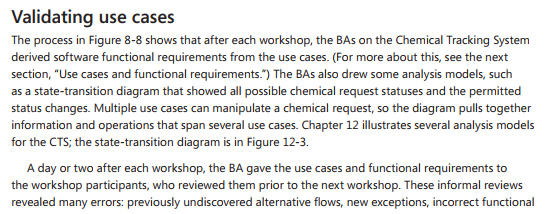 Validating use cases
The process in Figure 8-8 shows that after each workshop, the BAs on the Chemical Tracking System
derived software functional requirements from the use cases. (For more about this, see the next
section, “Use cases and functional requirements.”) The BAs also drew some analysis models, such
as a state-transition diagram that showed all possible chemical request statuses and the permitted
status changes. Multiple use cases can manipulate a chemical request, so the diagram pulls together
information and operations that span several use cases. Chapter 12 illustrates several analysis models
for the CTS; the state-transition diagram is in Figure 12-3.
A day or two after each workshop, the BA gave the use cases and functional requirements to
the workshop participants, who reviewed them prior to the next workshop. These informal reviews
revealed many errors: previously undiscovered alternative flows, new exceptions, incorrect functional